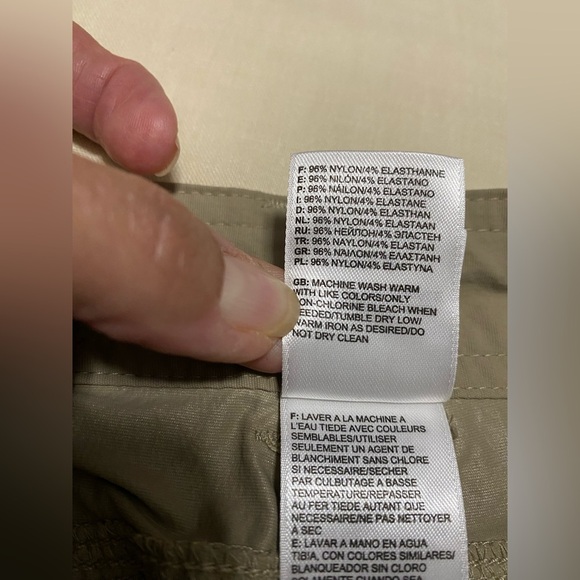 F: 96% NYLON/4% ELASTHANNE
E: 96% NILÓN/4% ELASTANO
P: 96% NÁILON/4% ELASTANO
I: 96% NYLON/4% ELASTANE
D: 96% NYLON/4% ELASTHAN
NL: 96% NYLON/4% ELASTAAN
RU: 96% НЕЙЛОН/4% ЭЛАСТЕН
TR: 96% NAYLON/4% ELASTAN
GR: 96% ΝΑΙΛΟΝ/4% ΕΛΑΣΤΑΝΗ
PL: 96% NYLON/4% ELASTYNA
GB: MACHINE WASH WARM
WITH LIKE COLORS/ONLY
NON-CHLORINE BLEACH WHEN
NEEDED/TUMBLE DRY LOW/
WARM IRON AS DESIRED/DO
NOT DRY CLEAN
F: LAVER A LA MACHINE A
L'EAU TIEDE AVEC COULEURS
SEMBLABLES/UTILISER
SEULEMENT UN AGENT DE
BLANCHIMENT SANS CHLORE
SI NECESSAIRE/SECHER
PAR CULBUTAGE A BASSE
TEMPERATURE/REPASSER
AU FER TIEDE AUTANT QUE
NECESSAIRE/NE PAS NETTOYER
A SEC
E: LAVAR A MANO EN AGUA
TIBIA, CON COLORES SIMILARES/
BLANQUEADOR SIN CLORO
SOLAMENTE CUANDO SEA